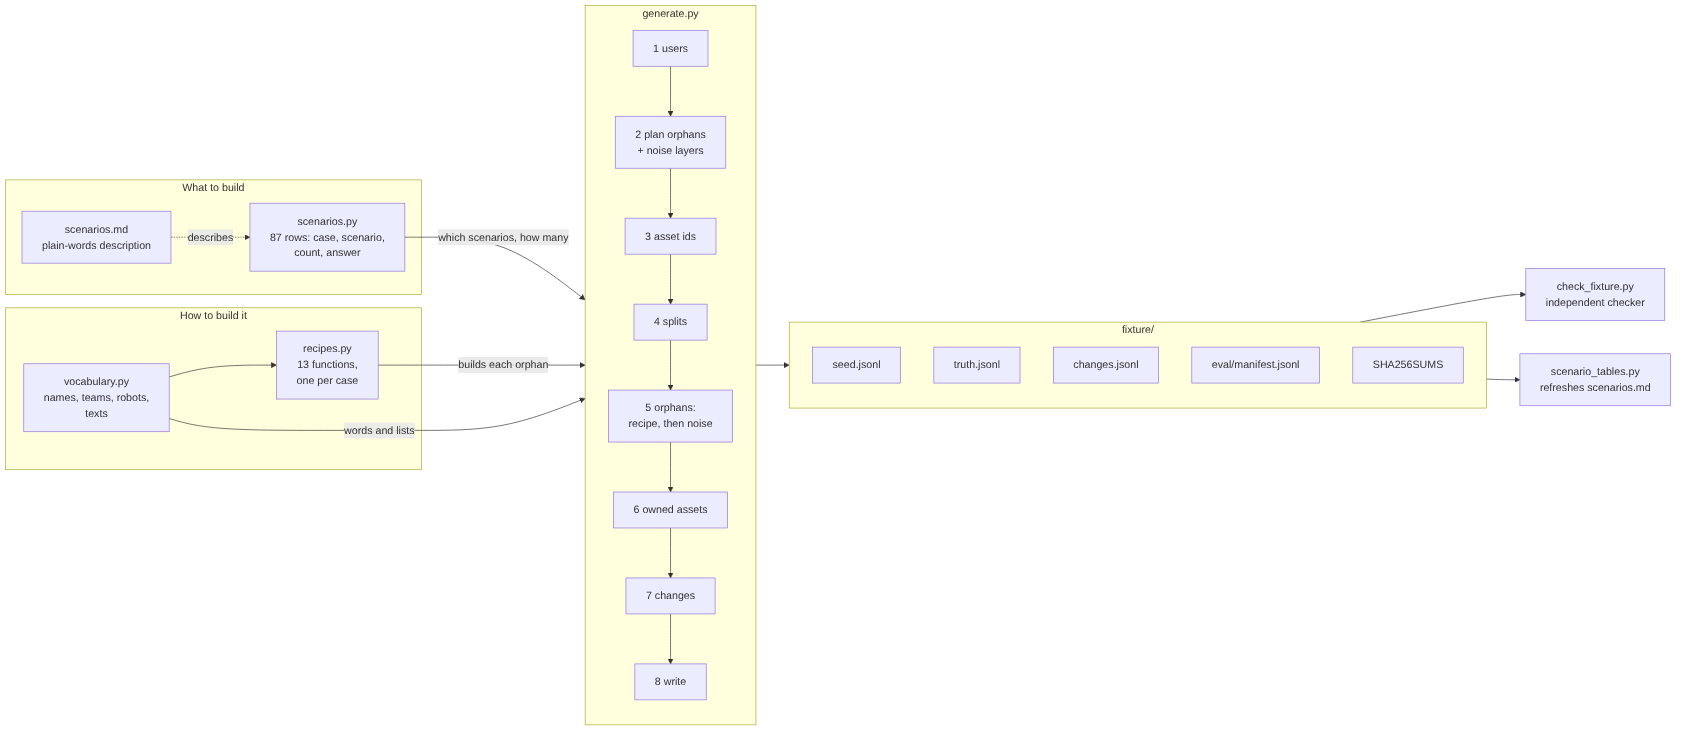 What to build
scenarios.md
plain-words description
describes
scenarios.py
87 rows: case, scenario,
count, answer
which scenarios, how many
How to build it
vocabulary.py
names, teams, robots,
texts
recipes.py
13 functions,
one per case
builds each orphan
words and lists
generate.py
1 users
2 plan orphans
+ noise layers
3 asset ids
4 splits
5 orphans:
recipe, then noise
6 owned assets
7 changes
8 write
fixture/
seed.jsonl
truth.jsonl
changes.jsonl
eval/manifest.jsonl
SHA256SUMS
check_fixture.py
independent checker
scenario_tables.py
refreshes scenarios.md